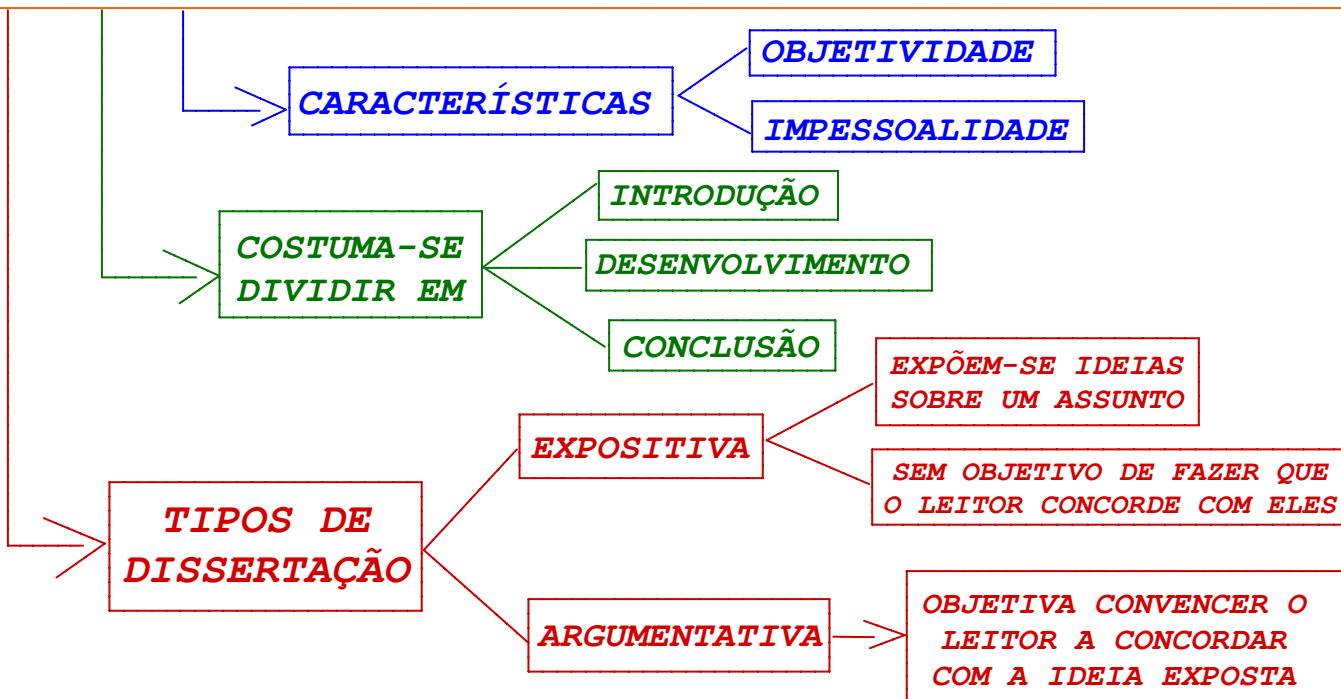 OBJETIVIDADE
CARACTERÍSTICAS
IMPESSOALIDADE
INTRODUÇÃO
COSTUMA-SE
DIVIDIR EM
DESENVOLVIMENTO
CONCLUSÃO
EXPÕEM-SE IDEIAS
SOBRE UM ASSUNTO
EXPOSITIVA
SEM OBJETIVO DE FAZER QUE
O LEITOR CONCORDE COM ELES
TIPOS DE
DISSERTAÇÃO
ARGUMENTATIVA
OBJETIVA CONVENCER O
LEITOR A CONCORDAR
COM A IDEIA EXPOSTA